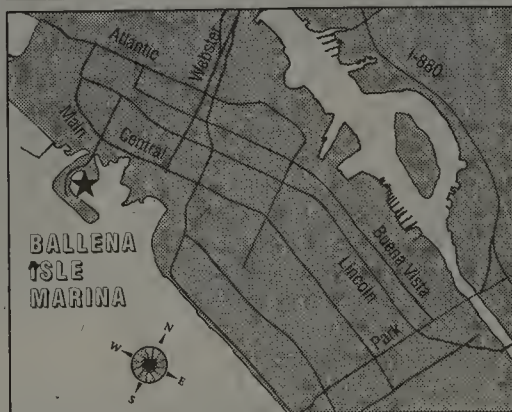 Atlantic
Webster
I-880
Main
Central
BALLENA
ISLE
MARINA
Buena Vista
Lincoln
Park
N
W
E
S